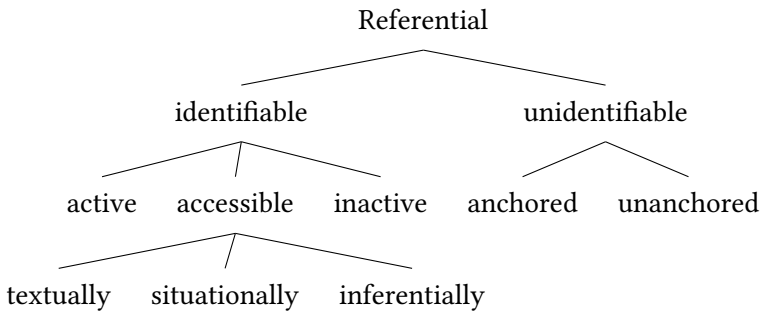 Referential
identifiable unidentifiable
active accessible inactive anchored unanchored
textually situationally inferentially